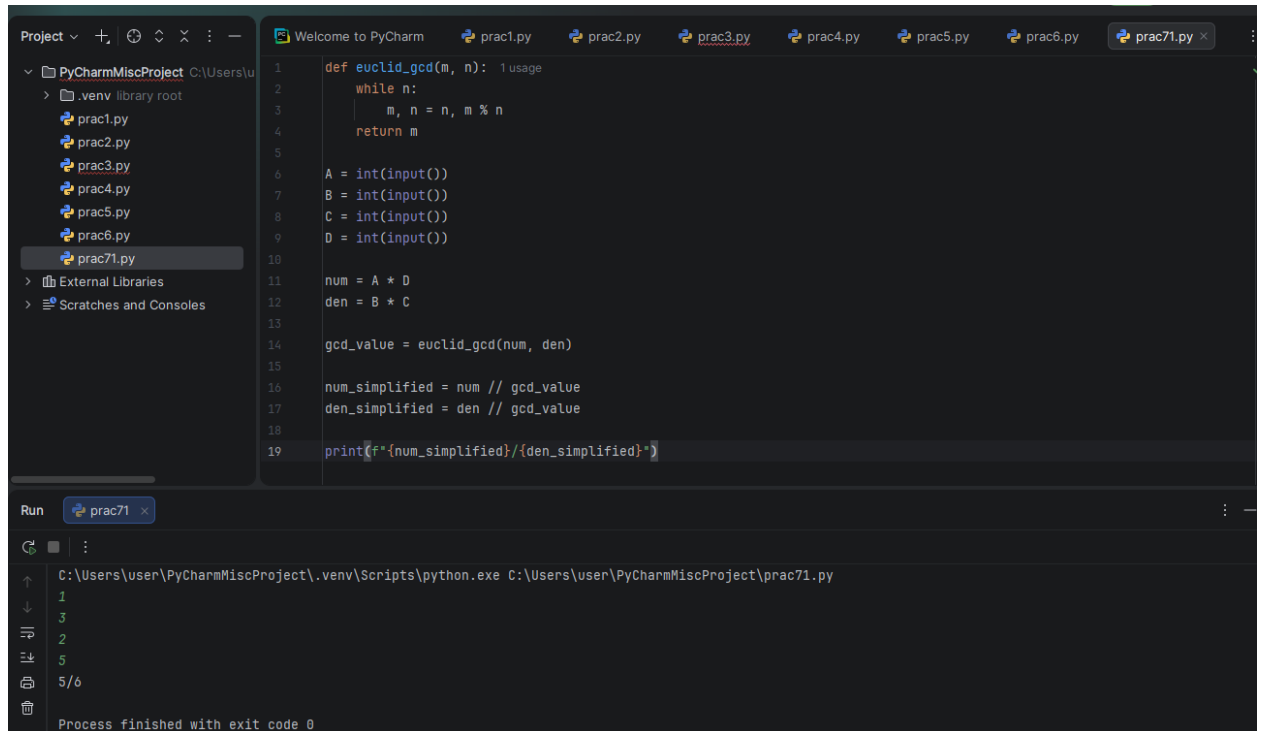 Project
Welcome to PyCharm prac1.py prac2.py prac3.py prac4.py prac5.py prac6.py prac71.py
PyCharmMiscProject C:\Users\u
.venv library root
prac1.py
prac2.py
prac3.py
prac4.py
prac5.py
prac6.py
prac71.py
External Libraries
Scratches and Consoles
1 def euclid_gcd(m, n): 1 usage
2     while n:
3         m, n = n, m % n
4     return m
5
6 A = int(input())
7 B = int(input())
8 C = int(input())
9 D = int(input())
10
11 num = A * D
12 den = B * C
13
14 gcd_value = euclid_gcd(num, den)
15
16 num_simplified = num // gcd_value
17 den_simplified = den // gcd_value
18
19 print(f"{num_simplified}/{den_simplified}")
Run prac71
C:\Users\user\PyCharmMiscProject\.venv\Scripts\python.exe C:\Users\user\PyCharmMiscProject\prac71.py
1
3
2
5
5/6
Process finished with exit code 0